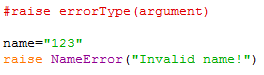 #raise errorType(argument)
name="123"
raise NameError("Invalid name!")